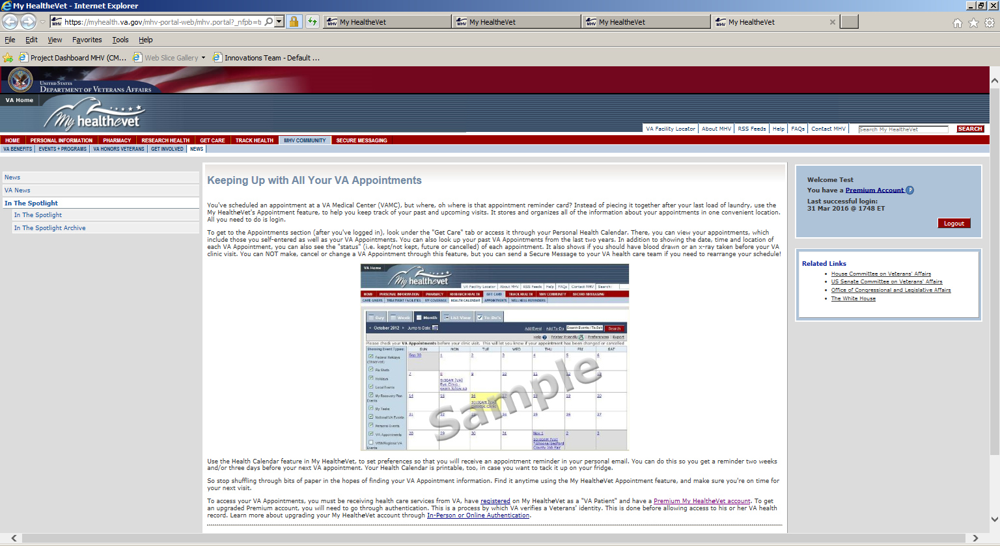 My HealtheVet - Internet Explorer
https://myhealth.va.gov/mhv-portal-web/mhv.portal?_nfpb=tr
My HealtheVet
My HealtheVet
My HealtheVet
My HealtheVet
File Edit View Favorites Tools Help
Project Dashboard MHV (CM... Web Slice Gallery Innovations Team - Default ...
UNITED STATES
DEPARTMENT OF VETERANS AFFAIRS
VA Home
My healthevet
VA Facility Locator About MHV RSS Feeds Help FAQs Contact MHV Search My HealtheVet SEARCH
HOME PERSONAL INFORMATION PHARMACY RESEARCH HEALTH GET CARE TRACK HEALTH MHV COMMUNITY SECURE MESSAGING
VA BENEFITS EVENTS + PROGRAMS VA HONORS VETERANS GET INVOLVED NEWS
News
VA News
In The Spotlight
In The Spotlight
In The Spotlight Archive
Keeping Up with All Your VA Appointments
You've scheduled an appointment at a VA Medical Center (VAMC), but where, oh where is that appointment reminder card? Instead of piecing it together after your last load of laundry, use the
My HealtheVet's Appointment feature, to help you keep track of your past and upcoming visits. It stores and organizes all of the information about your appointments in one convenient location.
All you need to do is login.
To get to the Appointments section (after you've logged in), look under the "Get Care" tab or access it through your Personal Health Calendar. There, you can view your appointments, which
include those you self-entered as well as your VA Appointments. You can also look up your past VA Appointments from the last two years. In addition to showing the date, time and location of
each VA Appointment, you can also see the "status" (i.e. kept/not kept, future or cancelled) of each appointment. It also shows if you should have blood drawn or an x-ray taken before your VA
clinic visit. You can NOT make, cancel or change a VA Appointment through this feature, but you can send a Secure Message to your VA health care team if you need to rearrange your schedule!
VA Home
My healthevet
VA Facility Locator About MHV RSS Feeds Help FAQs Contact MHV Search:
HOME PERSONAL INFORMATION PHARMACY RESEARCH HEALTH GET CARE TRACK HEALTH MHV COMMUNITY SECURE MESSAGING
CARE GIVERS TREATMENT FACILITIES MY COVERAGE HEALTH CALENDAR APPOINTMENTS WELLNESS REMINDERS
Day Week Month List View To-Do's
October 2012 Jump to Date: Add Event Add To-Do Search Events / To-Do's Search
Help Printer Friendly Preferences Export
Please check your VA Appointments before your clinic visit. This will let you know if your appointment has been changed or cancelled
Showing Event Types: SUN MON TUE WED THU FRI SAT
Federal Holidays (Observed)
Flu Shots
Holidays
Local Events
My Recovery Plan Events
My Tasks
National VA Events
Personal Events
VA Appointments
VISN/Regional VA Events
Sep 30 1 2 3 4 5 6
7 8 9 10 11 12 13
8:30AM [VA] Eye Clinic - exam follow up
14 15 16 17 18 19 20
10:00AM [VA] Diabetic Clinic
21 22 23 24 25 26 27
28 29 30 31 Nov 1 2 3
10:00AM [VA] *Altoona/Bedford County Job Fair
Sample
Use the Health Calendar feature in My HealtheVet, to set preferences so that you will receive an appointment reminder in your personal email. You can do this so you get a reminder two weeks
and/or three days before your next VA appointment. Your Health Calendar is printable, too, in case you want to tack it up on your fridge.
So stop shuffling through bits of paper in the hopes of finding your VA Appointment information. Find it anytime using the My HealtheVet Appointment feature, and make sure you're on time for
your next visit.
To access your VA Appointments, you must be receiving health care services from VA, have registered on My HealtheVet as a "VA Patient" and have a Premium My HealtheVet account. To get
an upgraded Premium account, you will need to go through authentication. This is a process by which VA verifies a Veterans' identity. This is done before allowing access to his or her VA health
record. Learn more about upgrading your My HealtheVet account through In-Person or Online Authentication.
Welcome Test
You have a Premium Account P
Last successful login:
31 Mar 2016 @ 1748 ET
Logout
Related Links
House Committee on Veterans' Affairs
US Senate Committee on Veterans' Affairs
Office of Congressional and Legislative Affairs
The White House